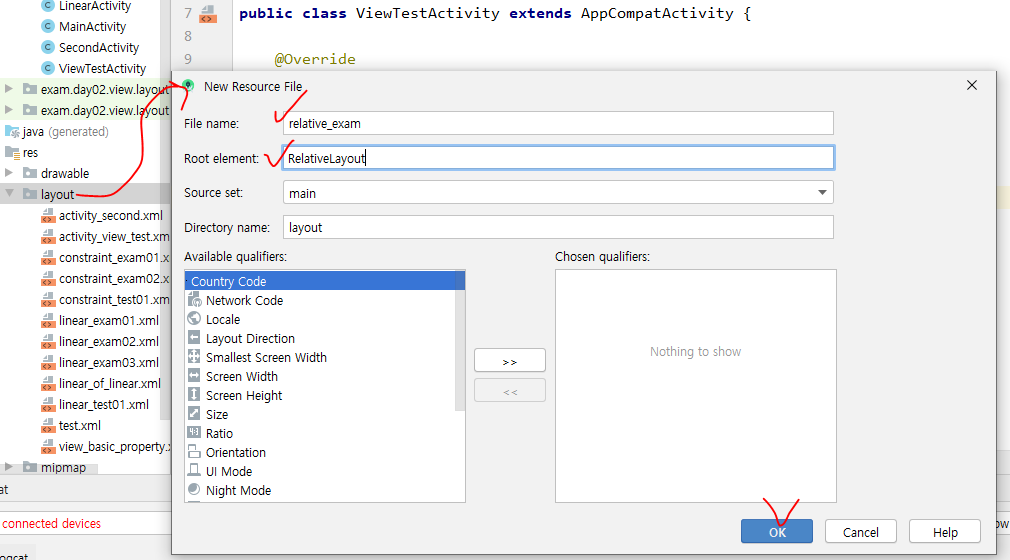 LinearActivity
MainActivity
SecondActivity
ViewTestActivity
exam.day02.view.layout
exam.day02.view.layout
java (generated)
res
drawable
layout
activity_second.xml
activity_view_test.xm
constraint_exam01.x
constraint_exam02.x
constraint_test01.xm
linear_exam01.xml
linear_exam02.xml
linear_exam03.xml
linear_of_linear.xml
linear_test01.xml
test.xml
view_basic_property.x
mipmap
at
connected devices
ogcat
7 public class ViewTestActivity extends AppCompatActivity {
8
9 @Override
New Resource File
File name: relative_exam
Root element: RelativeLayout
Source set: main
Directory name: layout
Available qualifiers: Chosen qualifiers:
Country Code
Network Code
Locale
Layout Direction
Smallest Screen Width
Screen Width
Screen Height
Size
Ratio
Orientation
UI Mode
Night Mode
>>
<<
Nothing to show
OK Cancel Help
ow